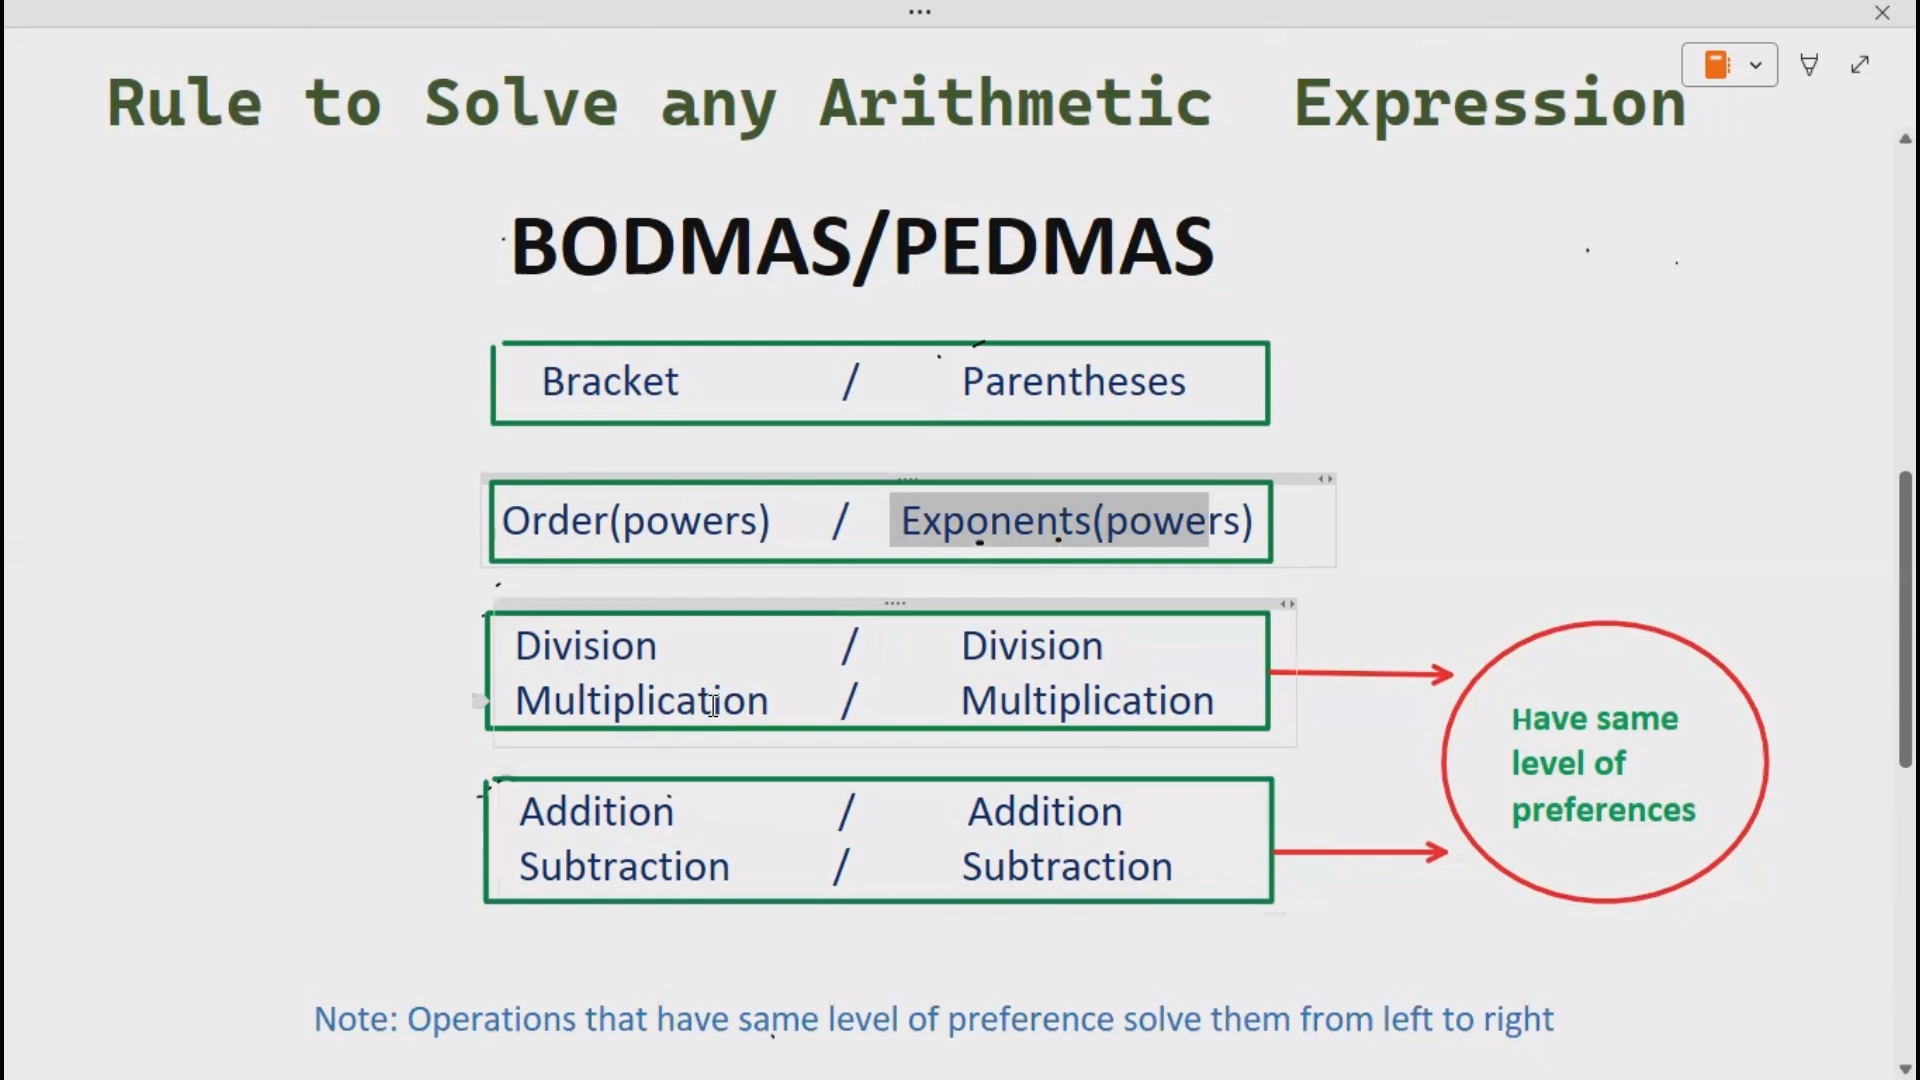 Rule to Solve any Arithmetic Expression
BODMAS/PEDMAS
Bracket / Parentheses
Order(powers) / Exponents(powers)
Division / Division
Multiplication / Multiplication
Have same
level of
preferences
Addition / Addition
Subtraction / Subtraction
Note: Operations that have same level of preference solve them from left to right